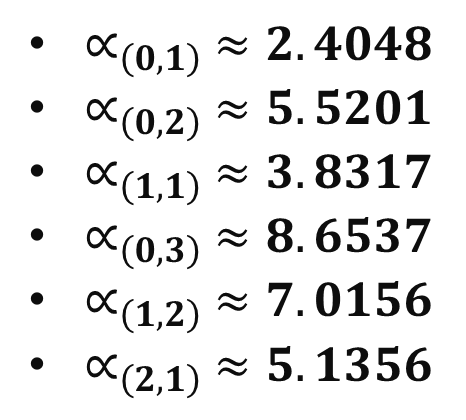 • ∝(0,1) ≈ 2.4048
• ∝(0,2) ≈ 5.5201
• ∝(1,1) ≈ 3.8317
• ∝(0,3) ≈ 8.6537
• ∝(1,2) ≈ 7.0156
• ∝(2,1) ≈ 5.1356